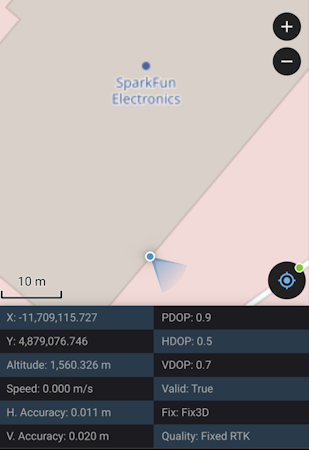 +
SparkFun
Electronics
−
10 m
X: -11,709,115.727
PDOP: 0.9
Y: 4,879,076.746
HDOP: 0.5
Altitude: 1,560.326 m
VDOP: 0.7
Speed: 0.000 m/s
Valid: True
H. Accuracy: 0.011 m
Fix: Fix3D
V. Accuracy: 0.020 m
Quality: Fixed RTK